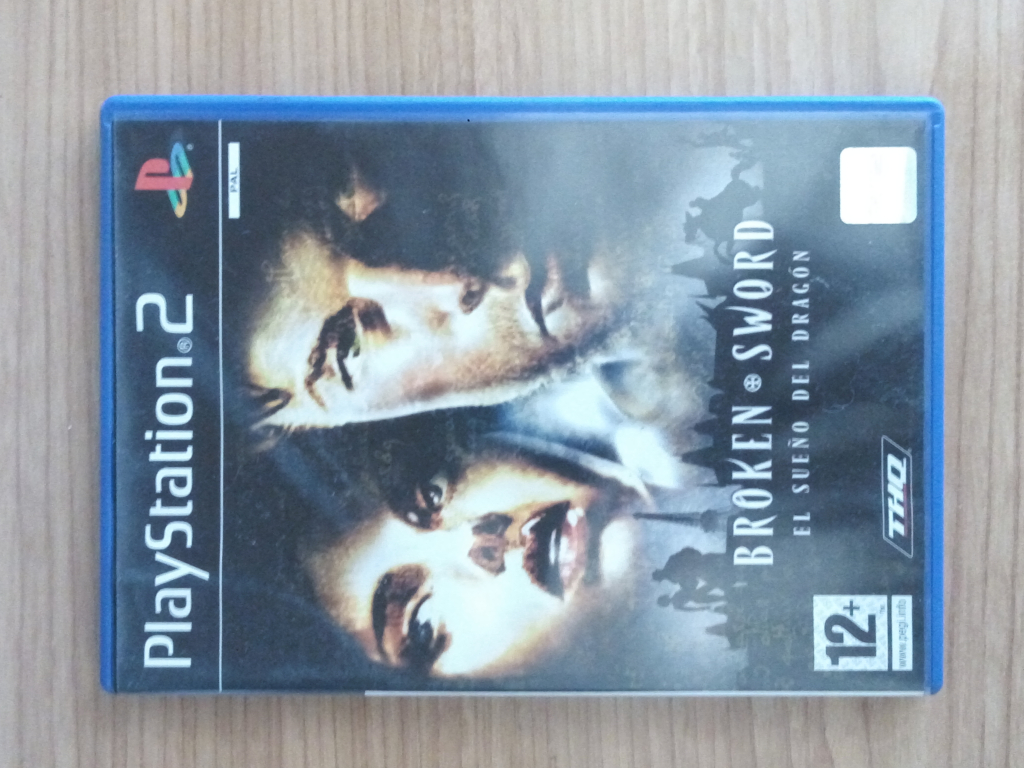 PlayStation®2
PAL
BROKEN SWORD
EL SUEÑO DEL DRAGÓN
12+
www.pegi.info
THQ